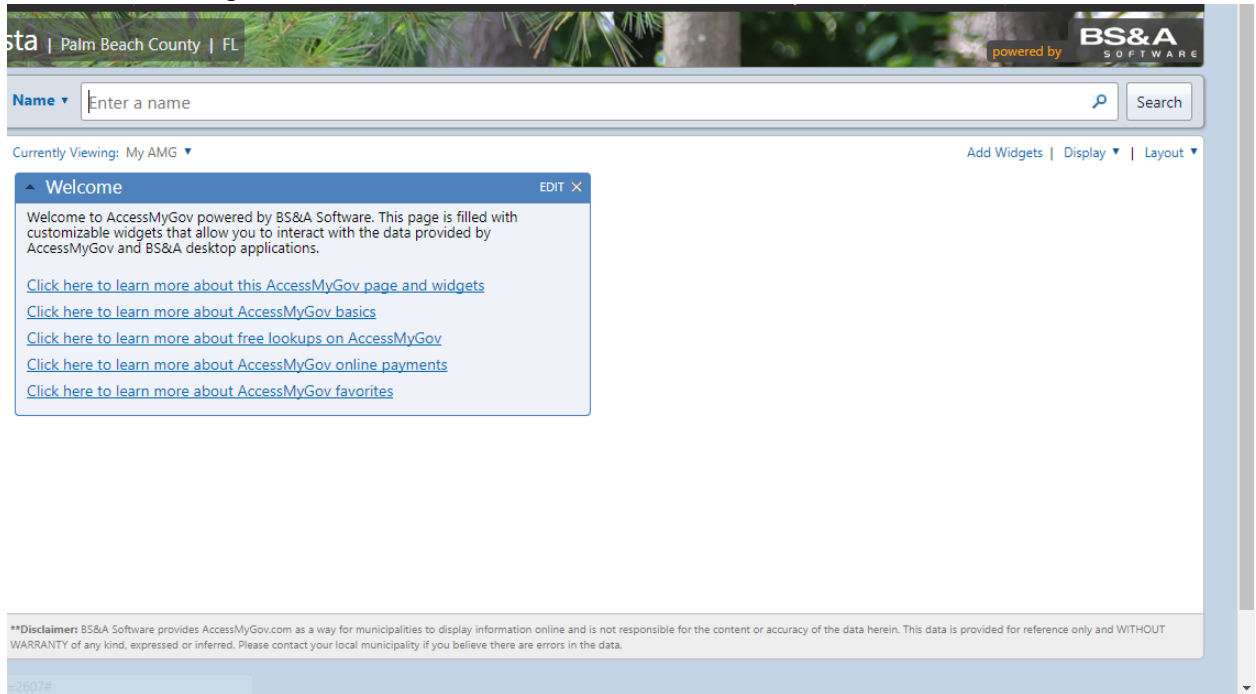 sta | Palm Beach County | FL
powered by BS&A
SOFTWARE
Name ▾ Enter a name Search
Currently Viewing: My AMG ▼ Add Widgets | Display ▼ | Layout ▼
Welcome EDIT ✕
Welcome to AccessMyGov powered by BS&A Software. This page is filled with
customizable widgets that allow you to interact with the data provided by
AccessMyGov and BS&A desktop applications.
Click here to learn more about this AccessMyGov page and widgets
Click here to learn more about AccessMyGov basics
Click here to learn more about free lookups on AccessMyGov
Click here to learn more about AccessMyGov online payments
Click here to learn more about AccessMyGov favorites
**Disclaimer: BS&A Software provides AccessMyGov.com as a way for municipalities to display information online and is not responsible for the content or accuracy of the data herein. This data is provided for reference only and WITHOUT
WARRANTY of any kind, expressed or inferred. Please contact your local municipality if you believe there are errors in the data.
=2607#